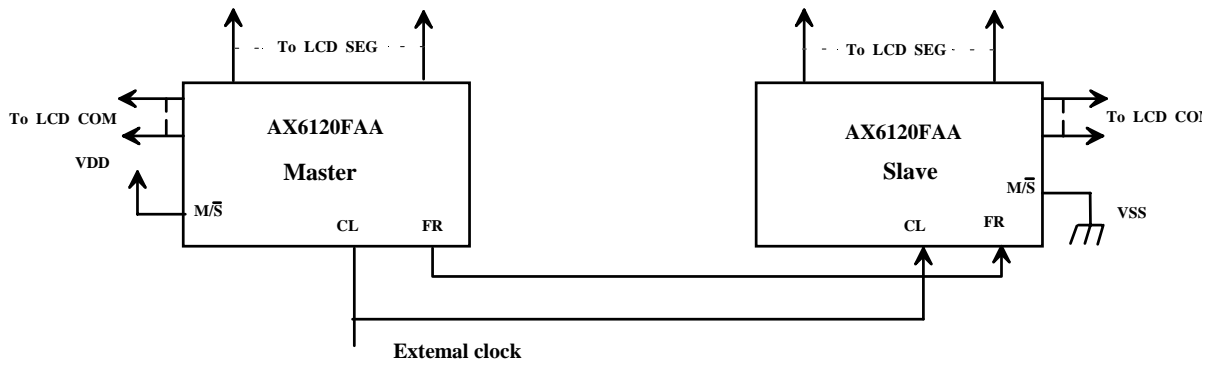 To LCD SEG
To LCD SEG
To LCD COM
AX6120FAA
Master
VDD
M/S̅
CL
FR
To LCD COM
AX6120FAA
Slave
M/S̅
VSS
CL
FR
Extemal clock